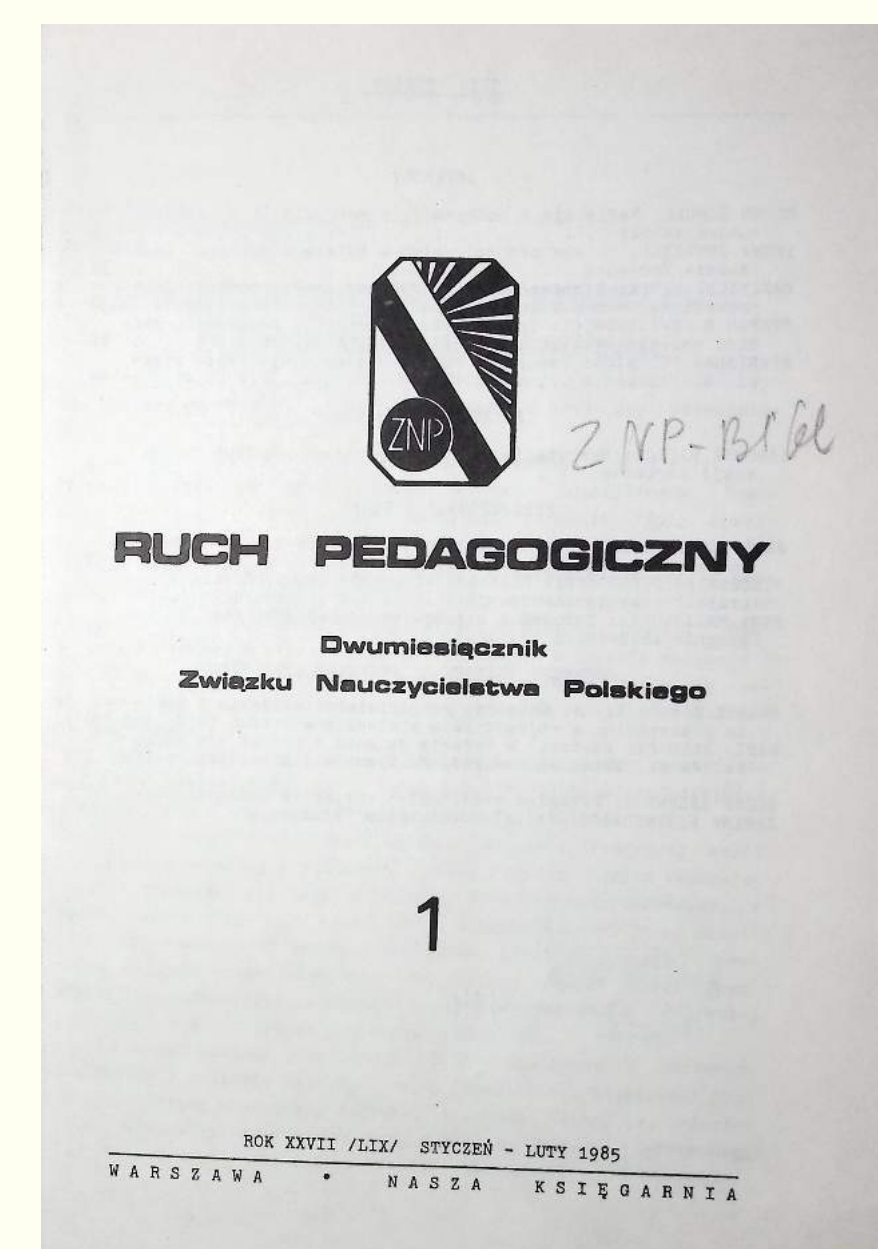 ZNP
ZNP-Bibl
RUCH PEDAGOGICZNY
Dwumiesięcznik
Związku Nauczycielstwa Polskiego
1
ROK XXVII /LIX/ STYCZEŃ - LUTY 1985
WARSZAWA • NASZA KSIĘGARNIA